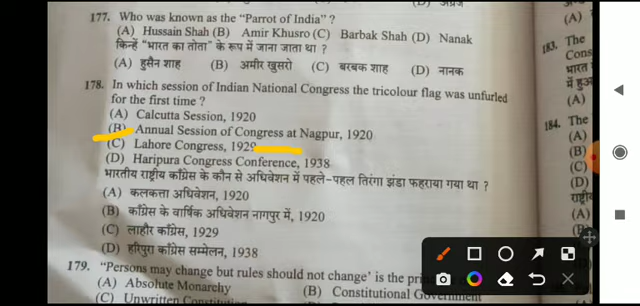 (D) अंग्रेज
177. Who was known as the "Parrot of India" ?
(A) Hussain Shah (B) Amir Khusro (C) Barbak Shah (D) Nanak
किन्हें "भारत का तोता" के रूप में जाना जाता था ?
(A) हुसैन शाह (B) अमीर खुसरो (C) बरबक शाह (D) नानक
178. In which session of Indian National Congress the tricolour flag was unfurled
for the first time ?
(A) Calcutta Session, 1920
(B) Annual Session of Congress at Nagpur, 1920
(C) Lahore Congress, 1929
(D) Haripura Congress Conference, 1938
भारतीय राष्ट्रीय काँग्रेस के कौन से अधिवेशन में पहले-पहल तिरंगा झंडा फहराया गया था ?
(A) कलकत्ता अधिवेशन, 1920
(B) काँग्रेस के वार्षिक अधिवेशन नागपुर में, 1920
(C) लाहौर काँग्रेस, 1929
(D) हरिपुरा काँग्रेस सम्मेलन, 1938
179. "Persons may change but rules should not change' is the
(A) Absolute Monarchy (B) Constitutional Government
(C) Unwritten
(A)
183. The
Cons
भारत
में हुअ
(A)
184. The
(A)
(B)
(C)
(D)
राष्ट्री
(A)
(B)